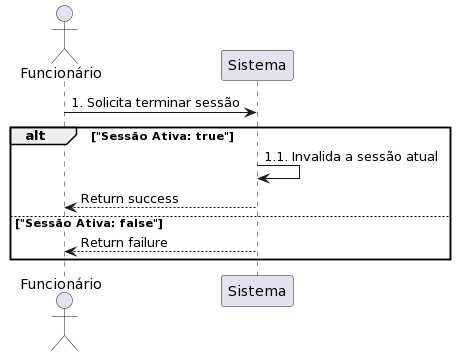 Funcionário
Sistema
1. Solicita terminar sessão
alt ["Sessão Ativa: true"]
1.1. Invalida a sessão atual
Return success
["Sessão Ativa: false"]
Return failure
Funcionário
Sistema